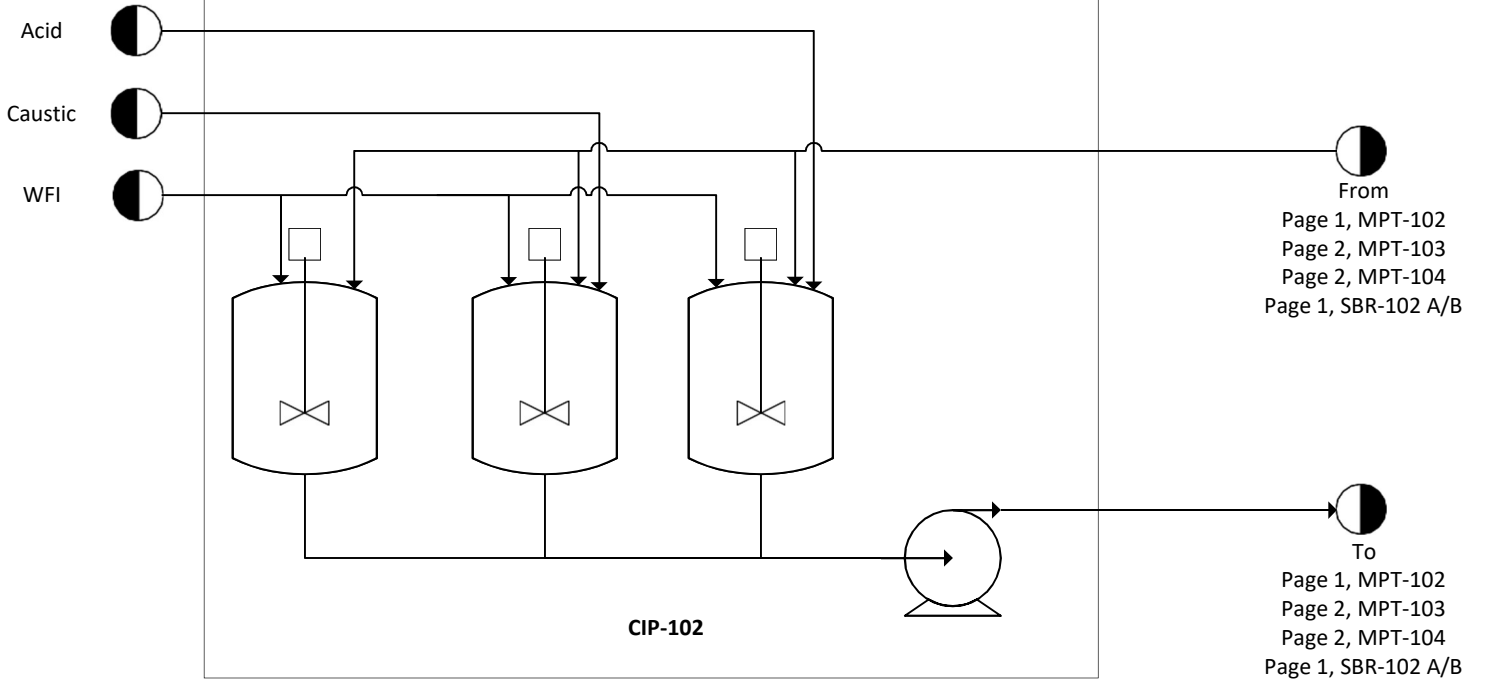 Acid
Caustic
WFI
From
Page 1, MPT-102
Page 2, MPT-103
Page 2, MPT-104
Page 1, SBR-102 A/B
To
Page 1, MPT-102
Page 2, MPT-103
Page 2, MPT-104
Page 1, SBR-102 A/B
CIP-102